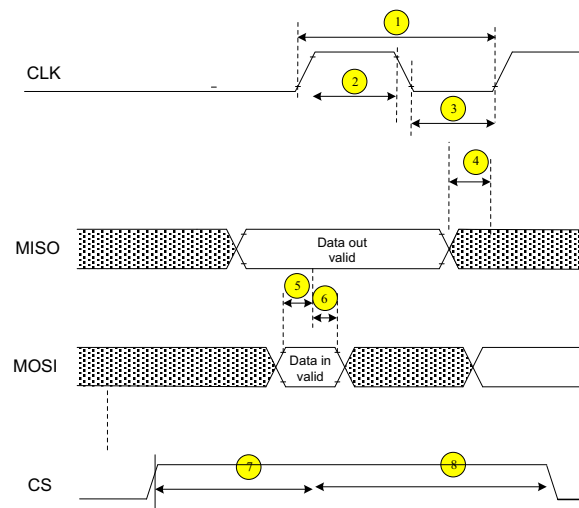 1
CLK
2
3
4
MISO
Data out
valid
5
6
MOSI
Data in
valid
7
8
CS